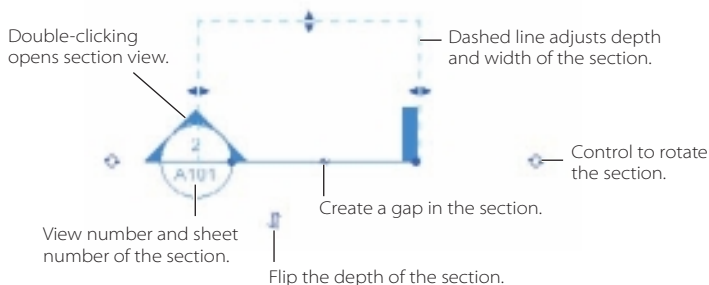 Double-clicking
opens section view.
Dashed line adjusts depth
and width of the section.
2
A101
Control to rotate
the section.
Create a gap in the section.
View number and sheet
number of the section.
Flip the depth of the section.